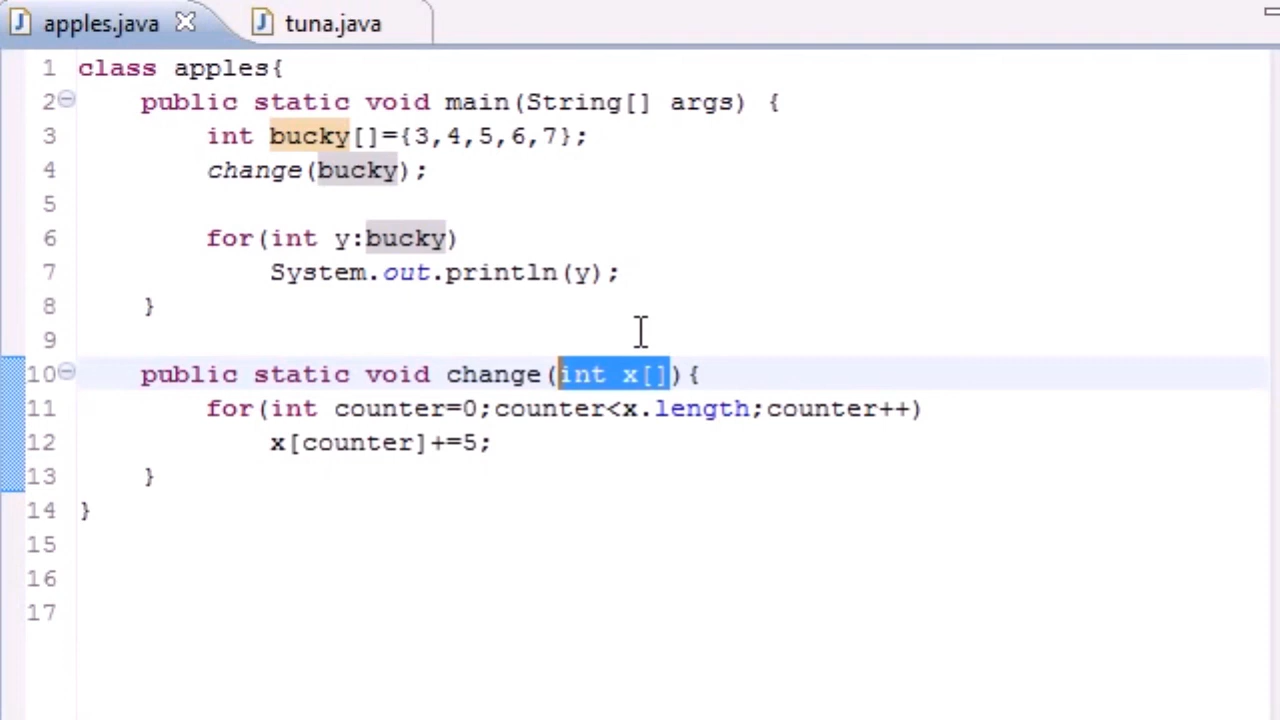 apples.java tuna.java
1 class apples{
2 public static void main(String[] args) {
3 int bucky[]={3,4,5,6,7};
4 change(bucky);
5
6 for(int y:bucky)
7 System.out.println(y);
8 }
9
10 public static void change(int x[]){
11 for(int counter=0;counter<x.length;counter++)
12 x[counter]+=5;
13 }
14 }
15
16
17